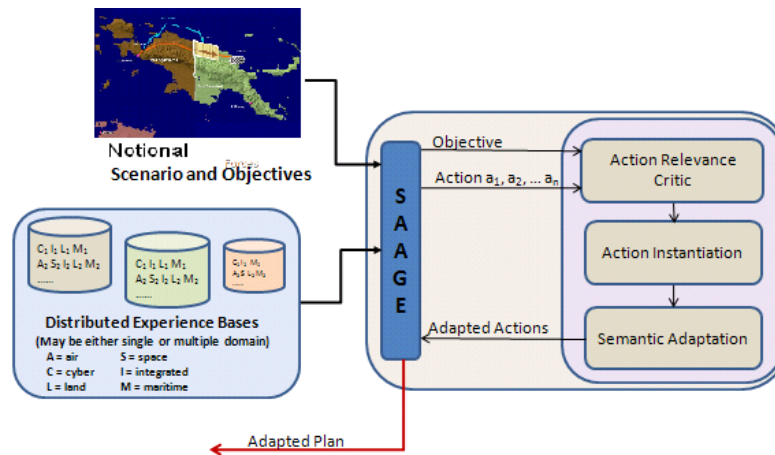 Notional
Scenario and Objectives
C₁ I₁ L₁ M₁
A₂ S₂ I₂ L₂ M₂
......
C₁ I₁ L₁ M₁
A₂ S₂ I₂ L₂ M₂
......
Distributed Experience Bases
(May be either single or multiple domain)
A = air S = space
C = cyber I = integrated
L = land M = maritime
S
A
A
G
E
Objective
Action a₁, a₂, ... aₙ
Adapted Actions
Action Relevance
Critic
Action Instantiation
Semantic Adaptation
Adapted Plan